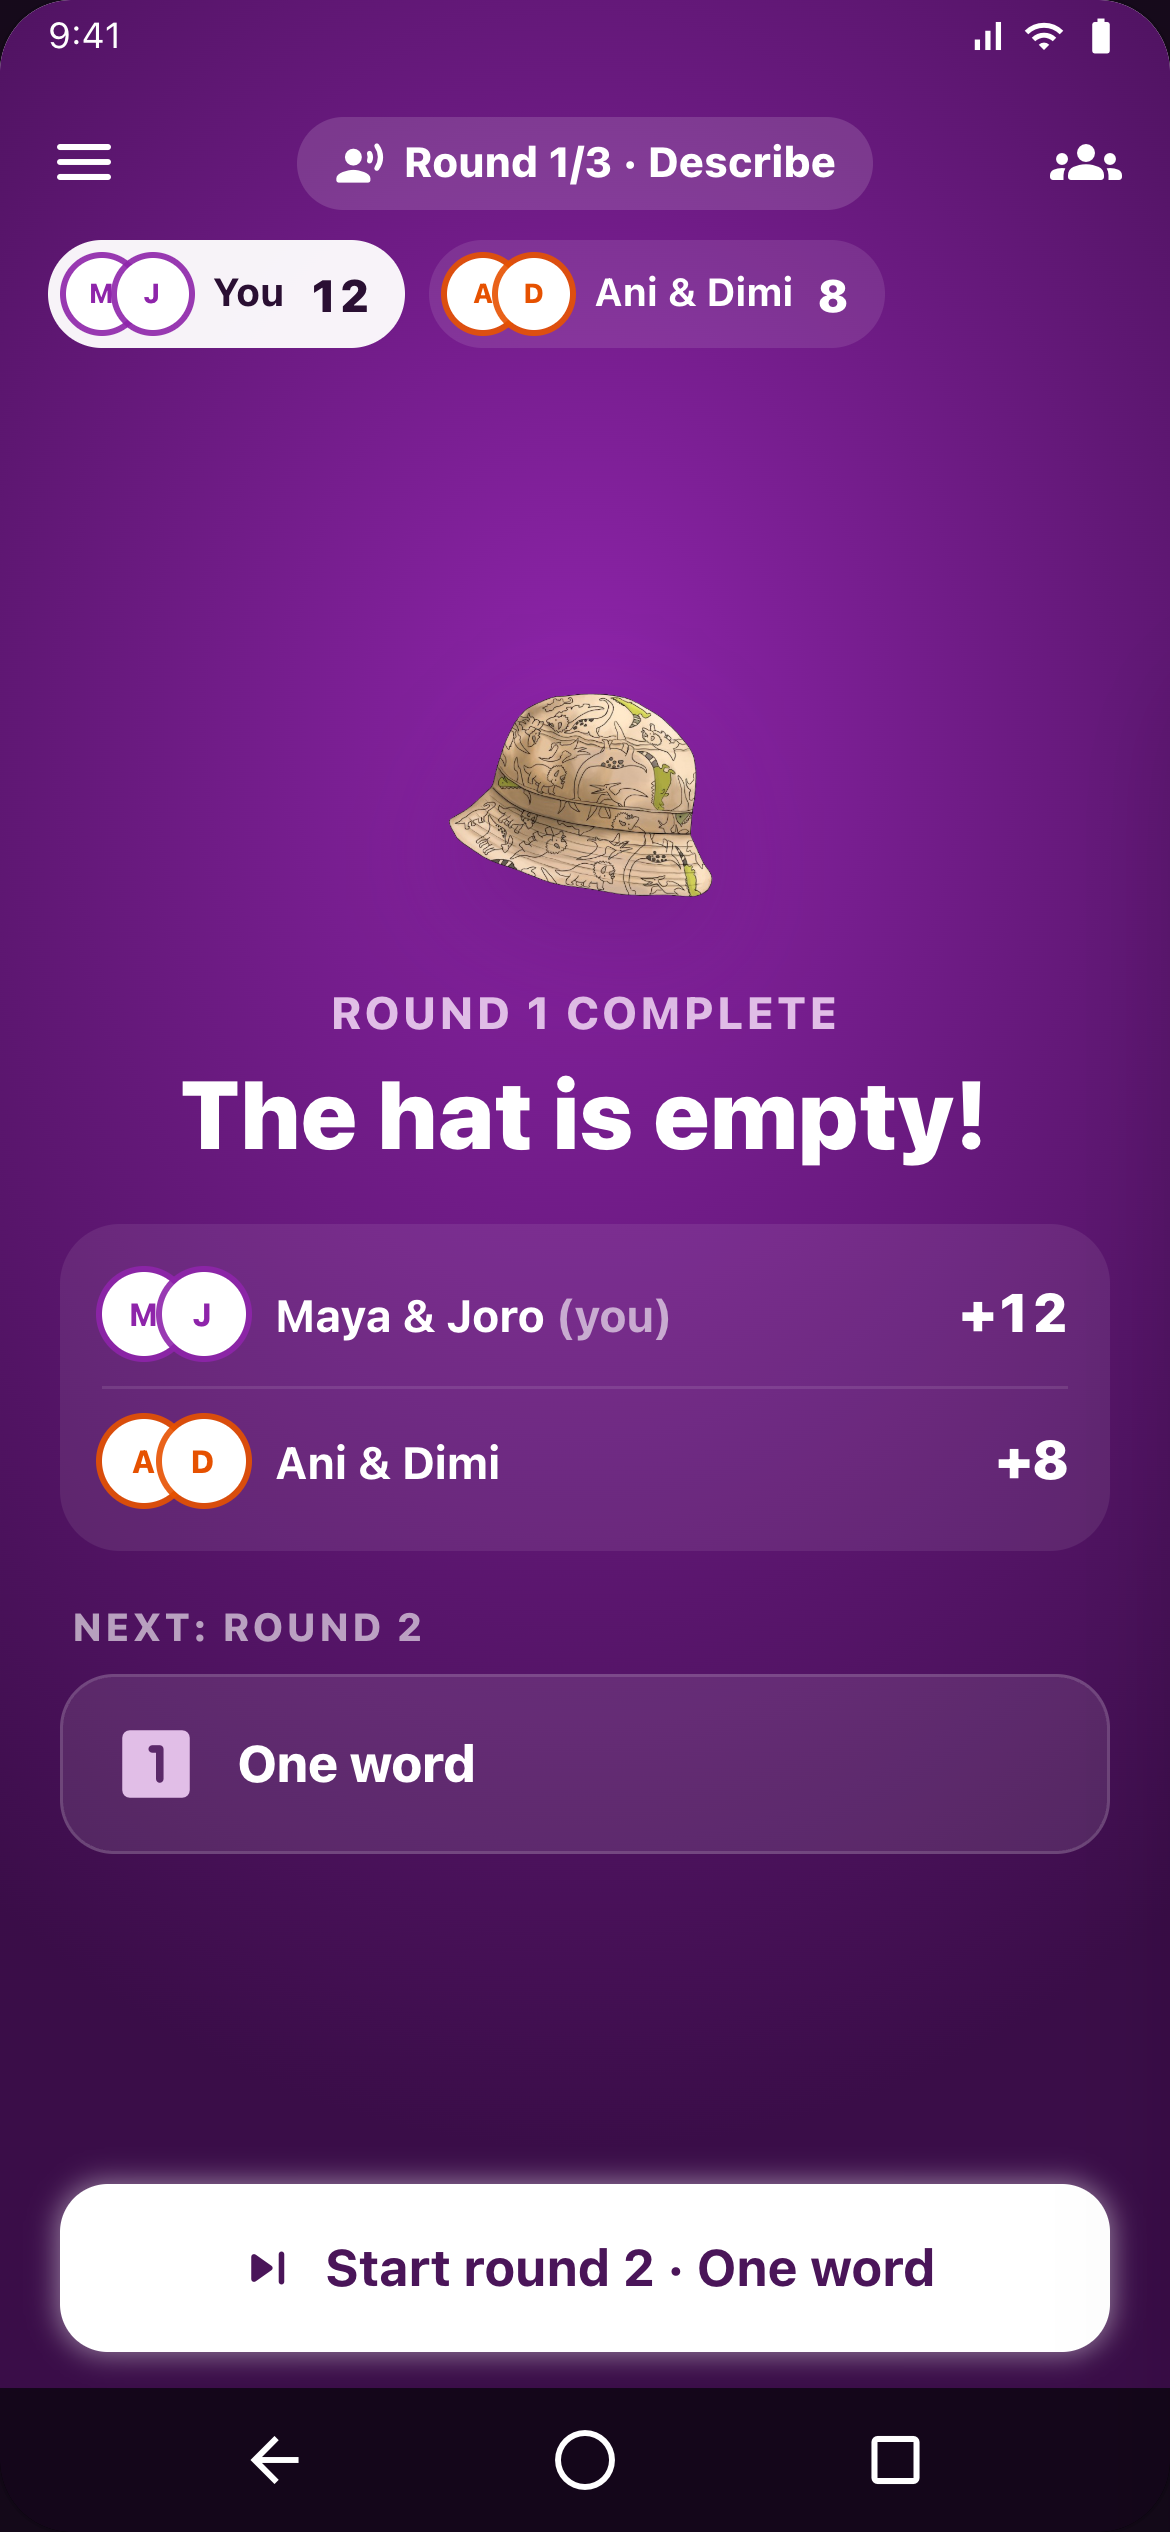 9:41
Round 1/3 · Describe
M J You 12
A D Ani & Dimi 8
ROUND 1 COMPLETE
The hat is empty!
M J Maya & Joro (you) +12
A D Ani & Dimi +8
NEXT: ROUND 2
1 One word
Start round 2 · One word